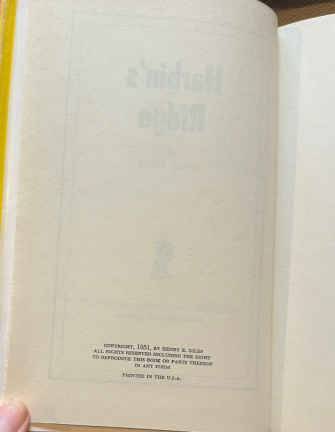 Harbin's
Ridge
COPYRIGHT, 1951, BY HENRY E. GILES
ALL RIGHTS RESERVED INCLUDING THE RIGHT
TO REPRODUCE THIS BOOK OR PARTS THEREOF
IN ANY FORM
PRINTED IN THE U.S.A.